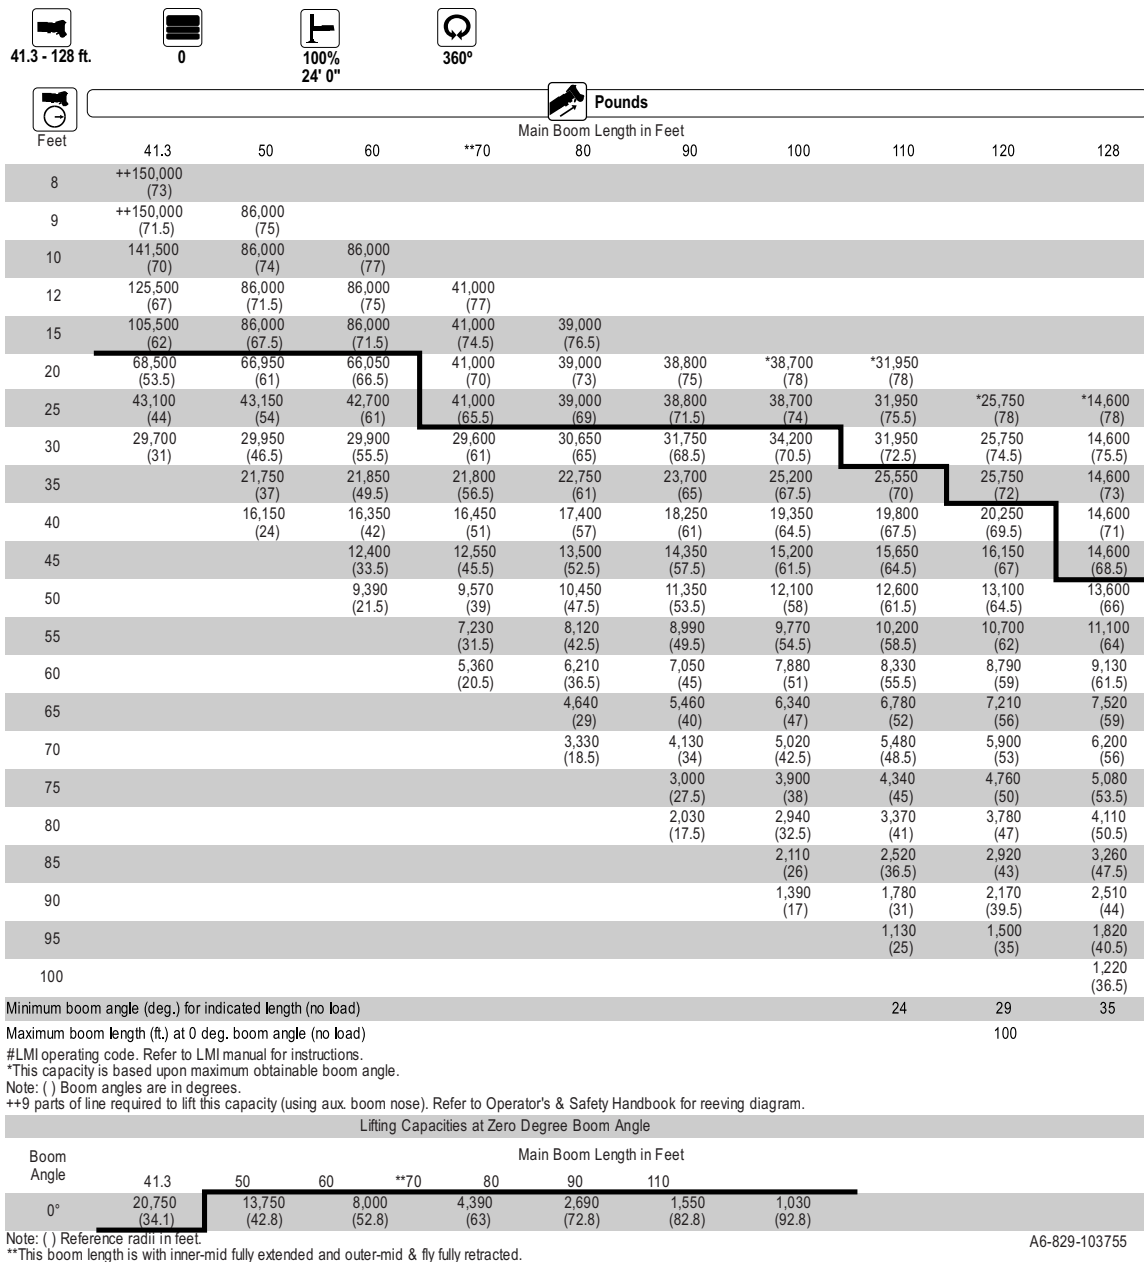 41.3 - 128 ft. 0 100% 360º
24' 0"
Pounds
Feet Main Boom Length in Feet
41.3 50 60 **70 80 90 100 110 120 128
8 ++150,000
(73)
9 ++150,000 86,000
(71.5) (75)
10 141,500 86,000 86,000
(70) (74) (77)
12 125,500 86,000 86,000 41,000
(67) (71.5) (75) (77)
15 105,500 86,000 86,000 41,000 39,000
(62) (67.5) (71.5) (74.5) (76.5)
20 68,500 66,950 66,050 41,000 39,000 38,800 *38,700 *31,950
(53.5) (61) (66.5) (70) (73) (75) (78) (78)
25 43,100 43,150 42,700 41,000 39,000 38,800 38,700 31,950 *25,750 *14,600
(44) (54) (61) (65.5) (69) (71.5) (74) (75.5) (78) (78)
30 29,700 29,950 29,900 29,600 30,650 31,750 34,200 31,950 25,750 14,600
(31) (46.5) (55.5) (61) (65) (68.5) (70.5) (72.5) (74.5) (75.5)
35 21,750 21,850 21,800 22,750 23,700 25,200 25,550 25,750 14,600
(37) (49.5) (56.5) (61) (65) (67.5) (70) (72) (73)
40 16,150 16,350 16,450 17,400 18,250 19,350 19,800 20,250 14,600
(24) (42) (51) (57) (61) (64.5) (67.5) (69.5) (71)
45 12,400 12,550 13,500 14,350 15,200 15,650 16,150 14,600
(33.5) (45.5) (52.5) (57.5) (61.5) (64.5) (67) (68.5)
50 9,390 9,570 10,450 11,350 12,100 12,600 13,100 13,600
(21.5) (39) (47.5) (53.5) (58) (61.5) (64.5) (66)
55 7,230 8,120 8,990 9,770 10,200 10,700 11,100
(31.5) (42.5) (49.5) (54.5) (58.5) (62) (64)
60 5,360 6,210 7,050 7,880 8,330 8,790 9,130
(20.5) (36.5) (45) (51) (55.5) (59) (61.5)
65 4,640 5,460 6,340 6,780 7,210 7,520
(29) (40) (47) (52) (56) (59)
70 3,330 4,130 5,020 5,480 5,900 6,200
(18.5) (34) (42.5) (48.5) (53) (56)
75 3,000 3,900 4,340 4,760 5,080
(27.5) (38) (45) (50) (53.5)
80 2,030 2,940 3,370 3,780 4,110
(17.5) (32.5) (41) (47) (50.5)
85 2,110 2,520 2,920 3,260
(26) (36.5) (43) (47.5)
90 1,390 1,780 2,170 2,510
(17) (31) (39.5) (44)
95 1,130 1,500 1,820
(25) (35) (40.5)
100 1,220
(36.5)
Minimum boom angle (deg.) for indicated length (no load) 24 29 35
Maximum boom length (ft.) at 0 deg. boom angle (no load) 100
#LMI operating code. Refer to LMI manual for instructions.
*This capacity is based upon maximum obtainable boom angle.
Note: ( ) Boom angles are in degrees.
++9 parts of line required to lift this capacity (using aux. boom nose). Refer to Operator's & Safety Handbook for reeving diagram.
Lifting Capacities at Zero Degree Boom Angle
Boom Main Boom Length in Feet
Angle 41.3 50 60 **70 80 90 110
0° 20,750 13,750 8,000 4,390 2,690 1,550 1,030
(34.1) (42.8) (52.8) (63) (72.8) (82.8) (92.8)
Note: ( ) Reference radii in feet. A6-829-103755
**This boom length is with inner-mid fully extended and outer-mid & fly fully retracted.